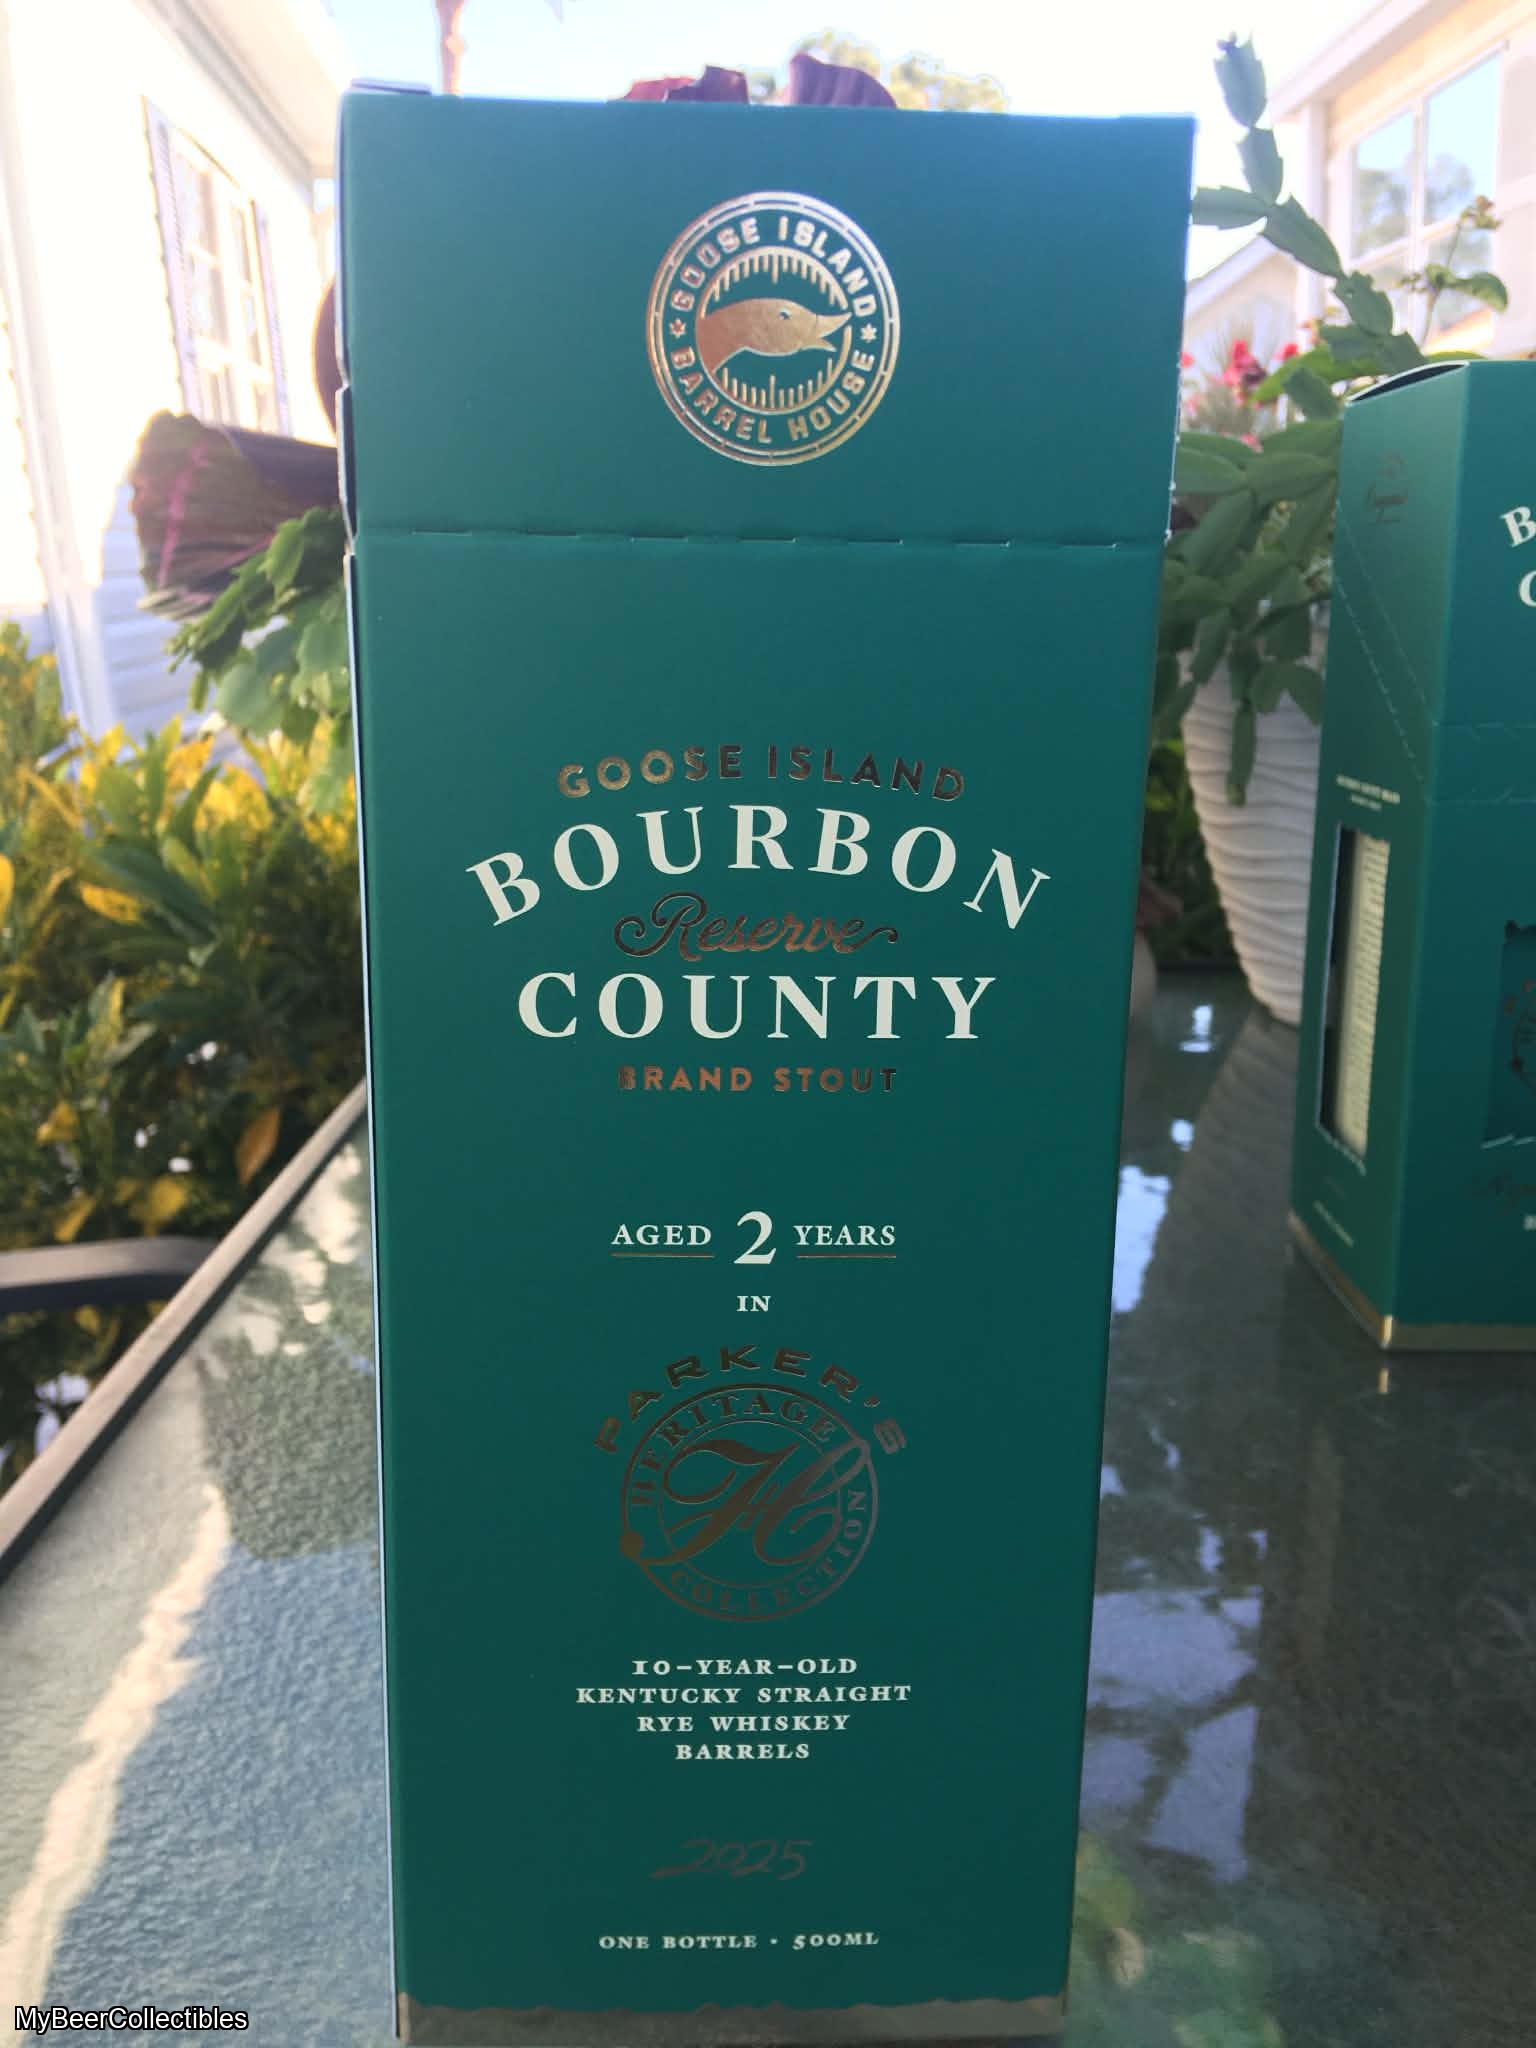 GOOSE ISLAND
BARREL HOUSE
GOOSE ISLAND
BOURBON
Reserve
COUNTY
BRAND STOUT
AGED 2 YEARS
IN
PARKER'S
HERITAGE
H
COLLECTION
10-YEAR-OLD
KENTUCKY STRAIGHT
RYE WHISKEY
BARRELS
2025
ONE BOTTLE • 500ML
MyBeerCollectibles